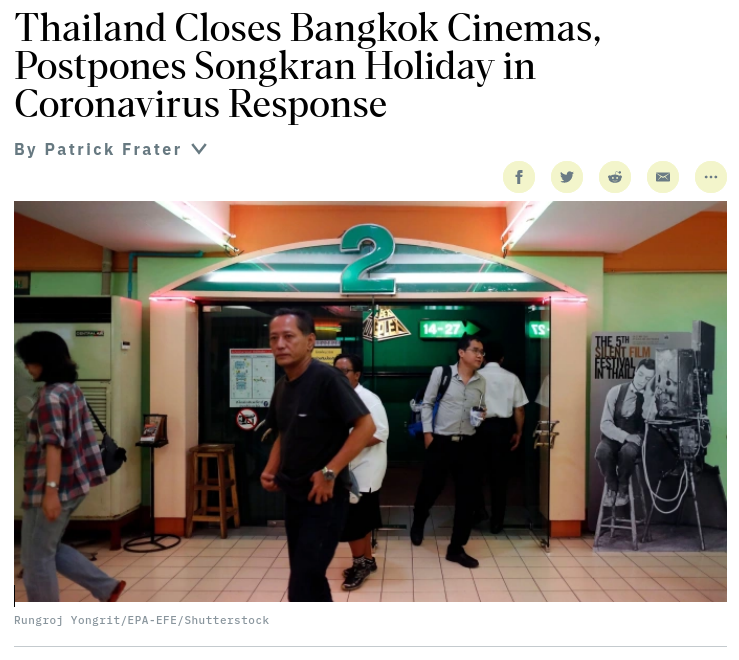 Thailand Closes Bangkok Cinemas,
Postpones Songkran Holiday in
Coronavirus Response
By Patrick Frater
2
14-27
THE 5TH
SILENT FILM
FESTIVAL
IN THAILAND
Rungroj Yongrit/EPA-EFE/Shutterstock